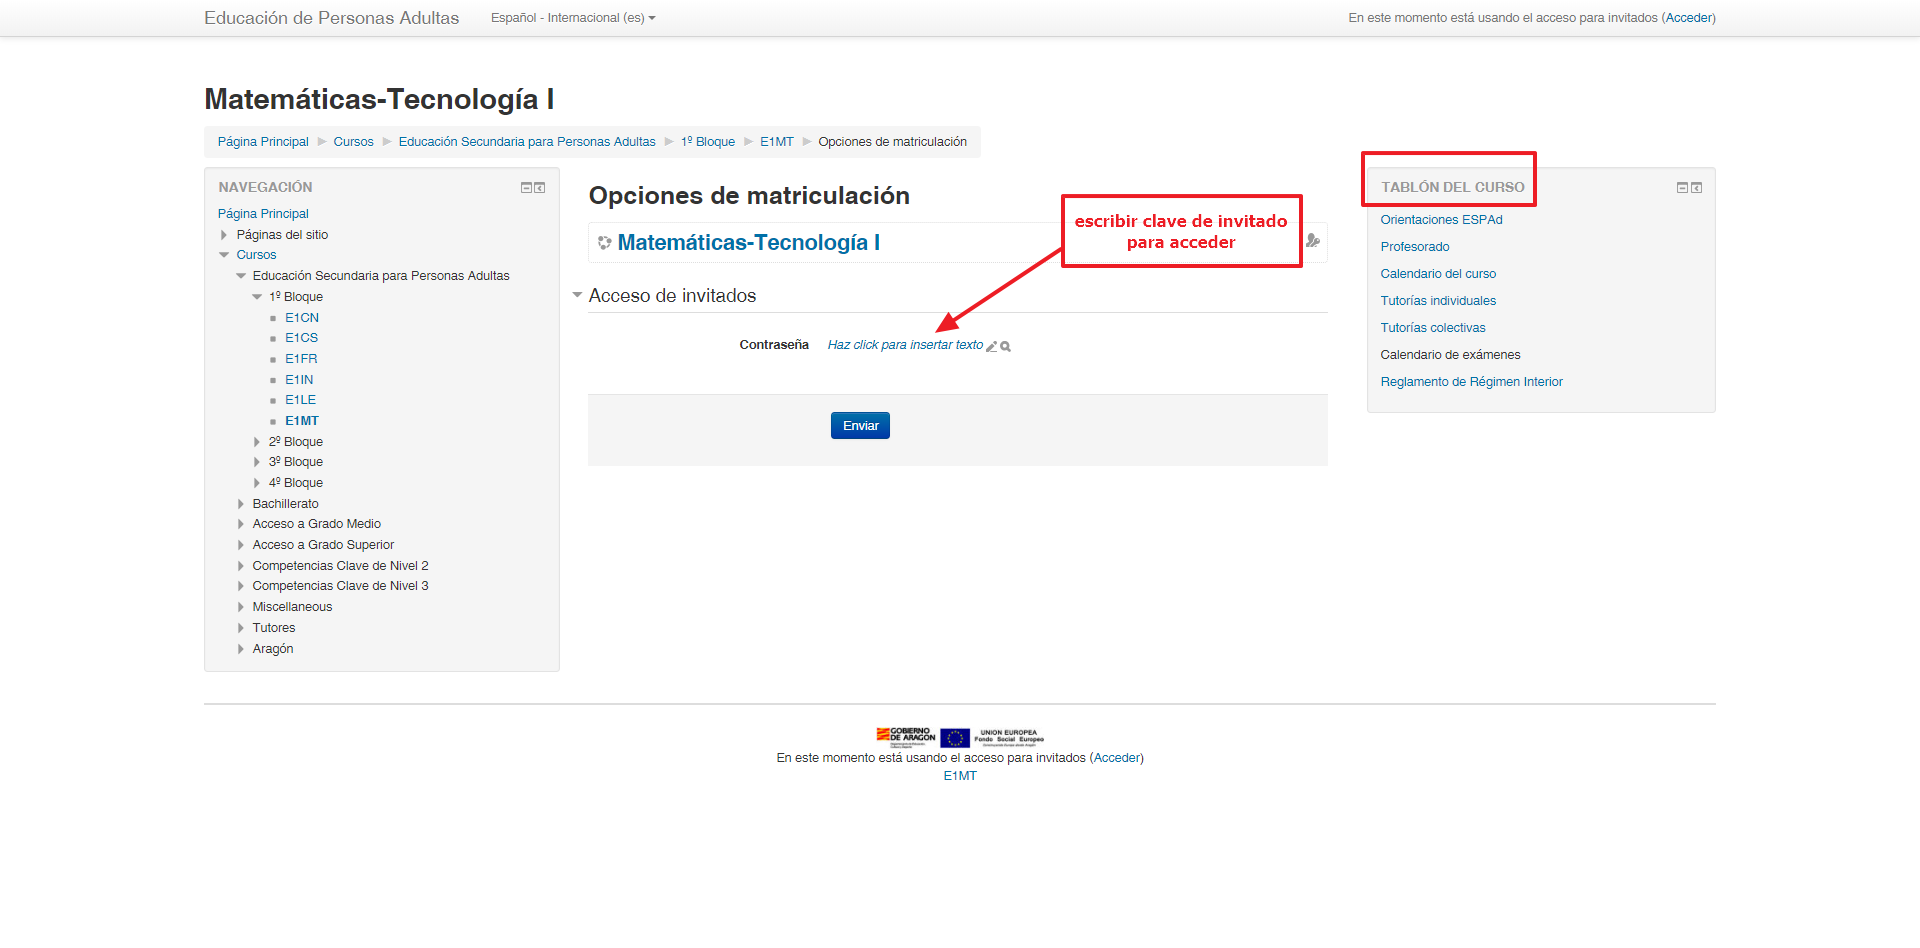 Educación de Personas Adultas
Español - Internacional (es)
En este momento está usando el acceso para invitados (Acceder)
Matemáticas-Tecnología I
Página Principal
Cursos
Educación Secundaria para Personas Adultas
1º Bloque
E1MT
Opciones de matriculación
NAVEGACIÓN
Página Principal
Páginas del sitio
Cursos
Educación Secundaria para Personas Adultas
1º Bloque
E1CN
E1CS
E1FR
E1IN
E1LE
E1MT
2º Bloque
3º Bloque
4º Bloque
Bachillerato
Acceso a Grado Medio
Acceso a Grado Superior
Competencias Clave de Nivel 2
Competencias Clave de Nivel 3
Miscellaneous
Tutores
Aragón
Opciones de matriculación
Matemáticas-Tecnología I
escribir clave de invitado
para acceder
Acceso de invitados
Contraseña
Haz click para insertar texto
Enviar
TABLÓN DEL CURSO
Orientaciones ESPAd
Profesorado
Calendario del curso
Tutorías individuales
Tutorías colectivas
Calendario de exámenes
Reglamento de Régimen Interior
GOBIERNO
DE ARAGON
UNION EUROPEA
Fondo Social Europeo
En este momento está usando el acceso para invitados (Acceder)
E1MT